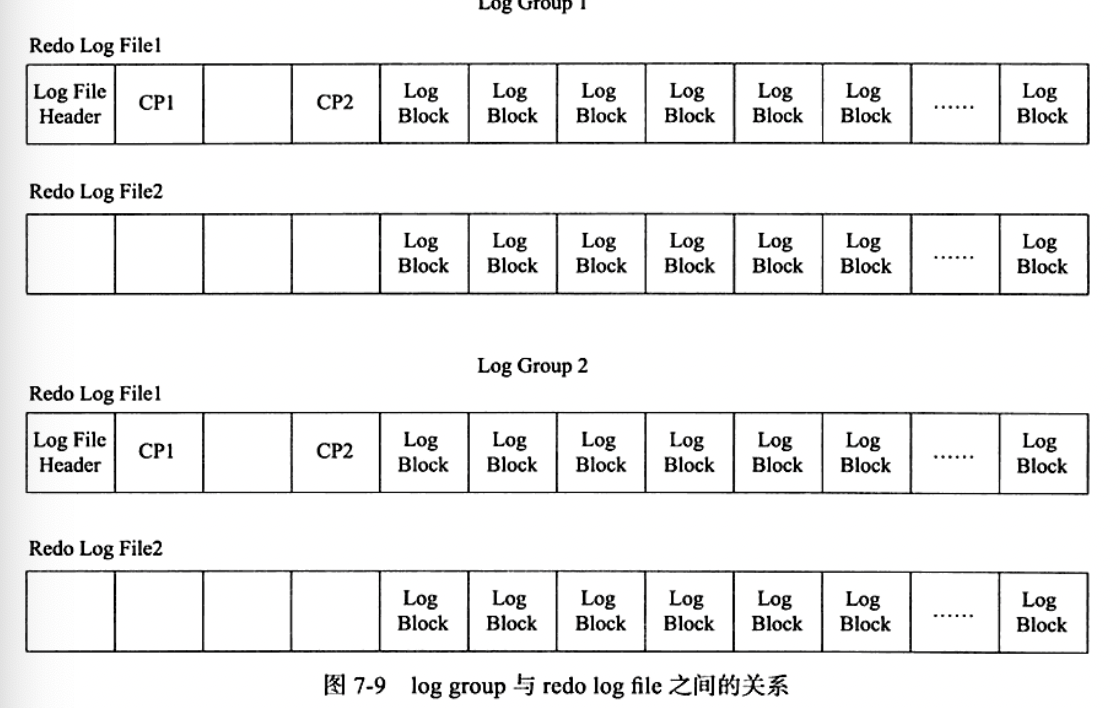 Log Group 1
Redo Log File1
Log File Header CP1 CP2 Log Block Log Block Log Block Log Block Log Block Log Block ...... Log Block
Redo Log File2
Log Block Log Block Log Block Log Block Log Block Log Block ...... Log Block
Log Group 2
Redo Log File1
Log File Header CP1 CP2 Log Block Log Block Log Block Log Block Log Block Log Block ...... Log Block
Redo Log File2
Log Block Log Block Log Block Log Block Log Block Log Block ...... Log Block
图 7-9 log group 与 redo log file 之间的关系